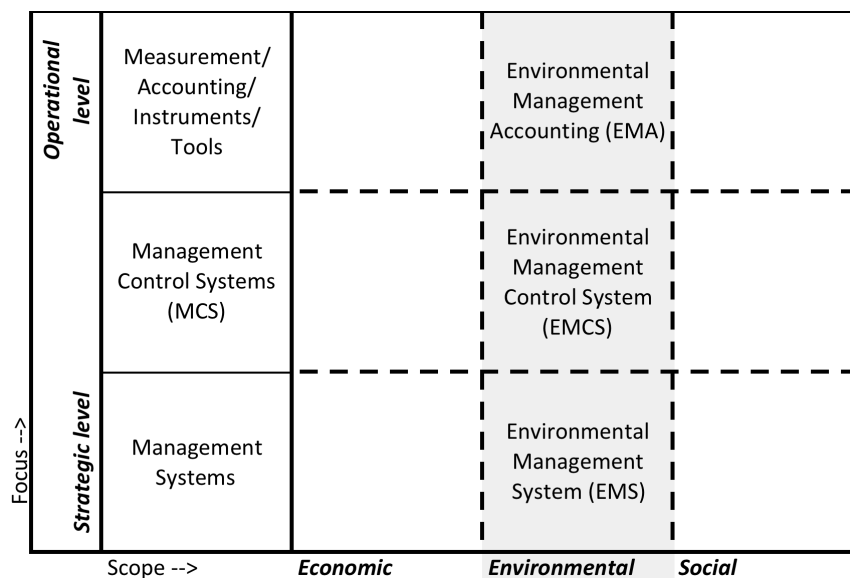 Operational
level
Measurement/
Accounting/
Instruments/
Tools
Environmental
Management
Accounting (EMA)
Management
Control Systems
(MCS)
Environmental
Management
Control System
(EMCS)
Focus -->
Strategic level
Management
Systems
Environmental
Management
System (EMS)
Scope -->
Economic
Environmental
Social